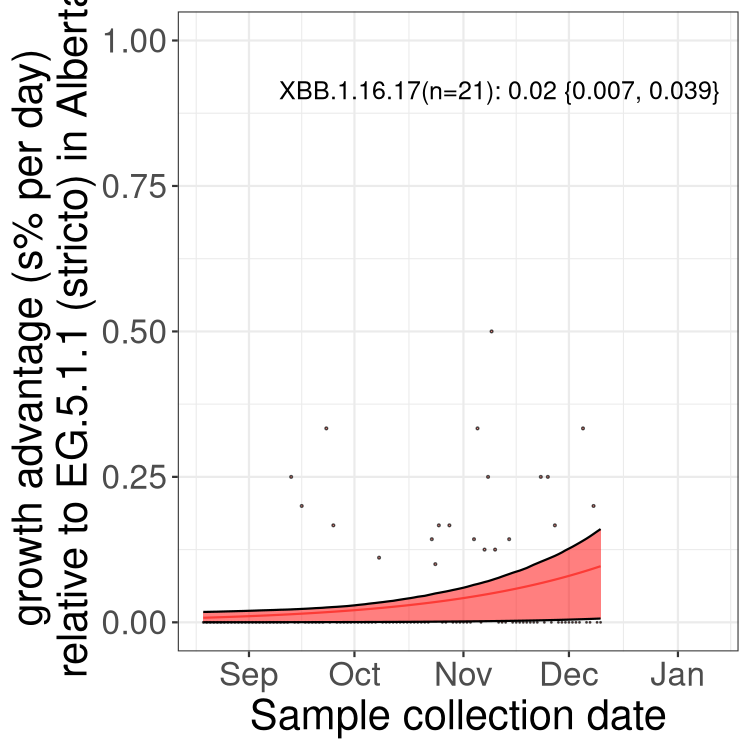 growth advantage (s% per day)
relative to EG.5.1.1 (stricto) in Alberta
1.00
0.75
0.50
0.25
0.00
XBB.1.16.17(n=21): 0.02 {0.007, 0.039}
Sep Oct Nov Dec Jan
Sample collection date